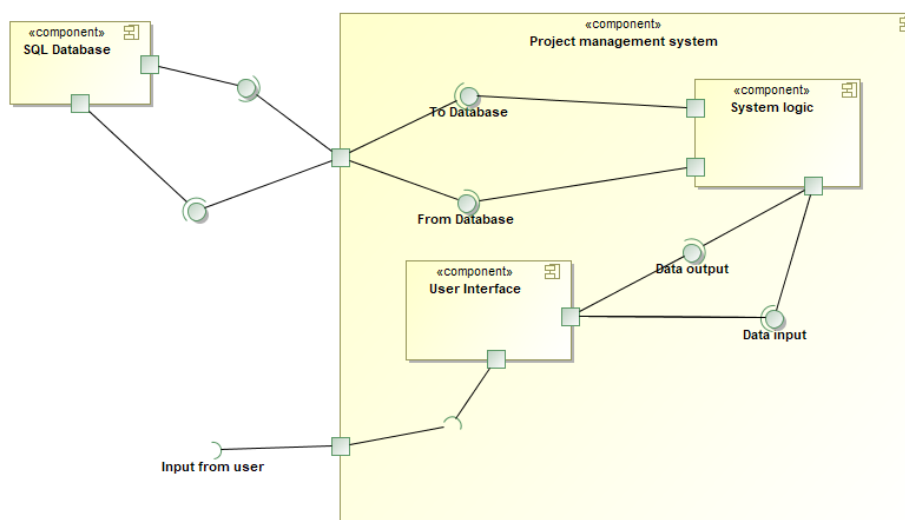 «component»
SQL Database
«component»
Project management system
«component»
System logic
To Database
From Database
«component»
User Interface
Data output
Data input
Input from user